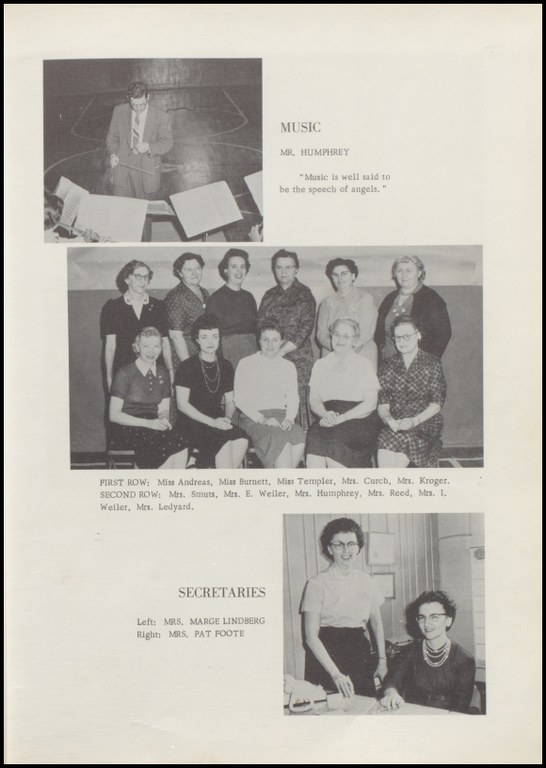 MUSIC
MR. HUMPHREY
"Music is well said to
be the speech of angels."
FIRST ROW: Miss Andreas, Miss Burnett, Miss Templer, Mrs. Curch, Mrs. Kroger.
SECOND ROW: Mrs. Smuts, Mrs. E. Weiler, Mrs. Humphrey, Mrs. Reed, Mrs. I.
Weiler, Mrs. Ledyard.
SECRETARIES
Left: MRS. MARGE LINDBERG
Right: MRS. PAT FOOTE